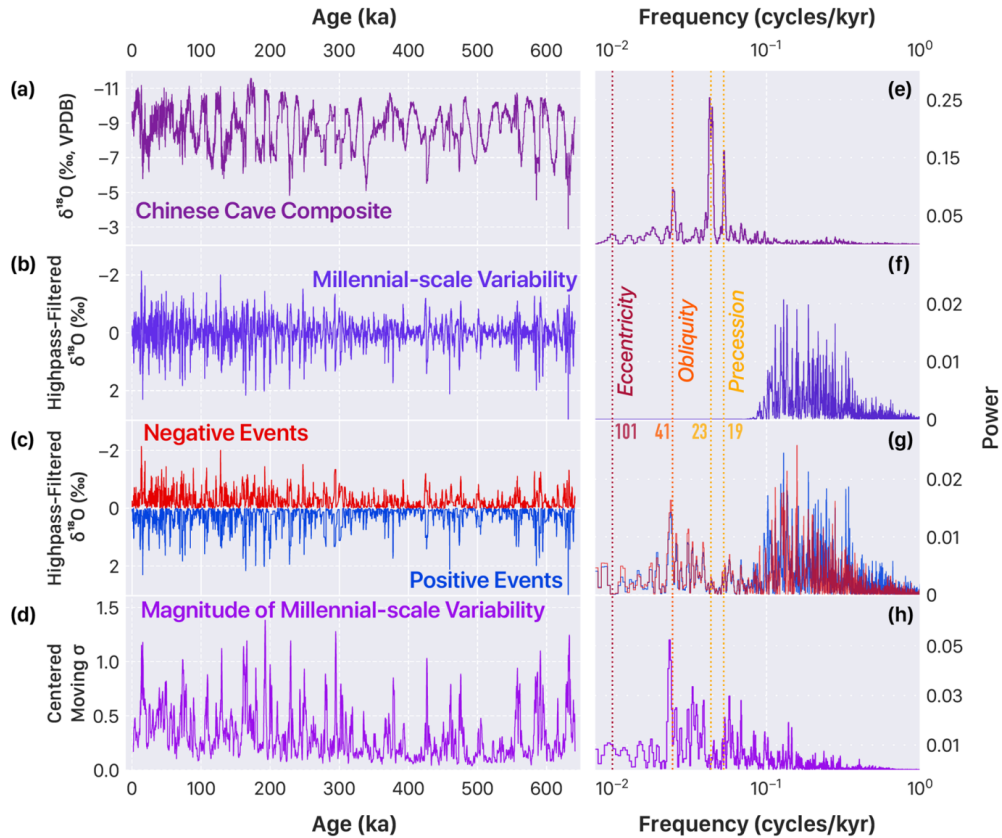 Age (ka)
Frequency (cycles/kyr)
0 100 200 300 400 500 600
10⁻² 10⁻¹ 10⁰
(a)
δ¹⁸O (‰, VPDB)
−11
−9
−7
−5
−3
Chinese Cave Composite
(e)
0.25
0.15
0.05
(b)
Highpass-Filtered
δ¹⁸O (‰)
−2
0
2
Millennial-scale Variability
(f)
Eccentricity
Obliquity
Precession
0.02
0.01
0
Power
(c)
Highpass-Filtered
δ¹⁸O (‰)
−2
0
2
Negative Events
Positive Events
101 41 23 19
(g)
0.02
0.01
0
(d)
Centered
Moving σ
1.5
1.0
0.5
0.0
Magnitude of Millennial-scale Variability
(h)
0.05
0.03
0.01
0 100 200 300 400 500 600
10⁻² 10⁻¹ 10⁰
Age (ka)
Frequency (cycles/kyr)